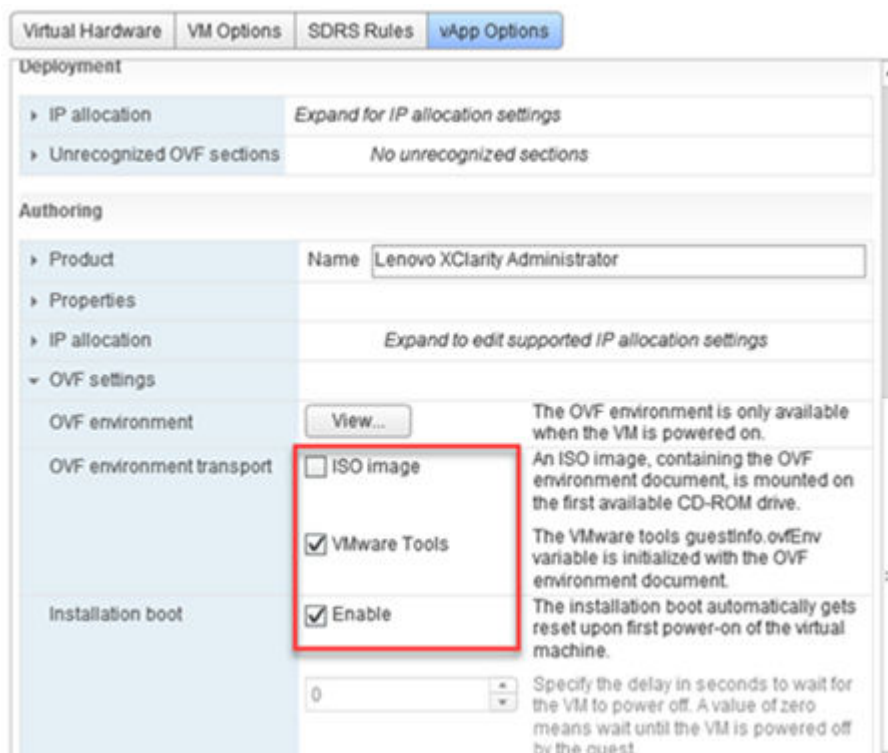 Virtual Hardware VM Options SDRS Rules vApp Options
Deployment
IP allocation Expand for IP allocation settings
Unrecognized OVF sections No unrecognized sections
Authoring
Product Name Lenovo XClarity Administrator
Properties
IP allocation Expand to edit supported IP allocation settings
OVF settings
OVF environment View... The OVF environment is only available
when the VM is powered on.
OVF environment transport ISO image An ISO image, containing the OVF
environment document, is mounted on
the first available CD-ROM drive.
VMware Tools The VMware tools guestInfo.ovfEnv
variable is initialized with the OVF
environment document.
Installation boot Enable The installation boot automatically gets
reset upon first power-on of the virtual
machine.
0 Specify the delay in seconds to wait for
the VM to power off. A value of zero
means wait until the VM is powered off
by the guest